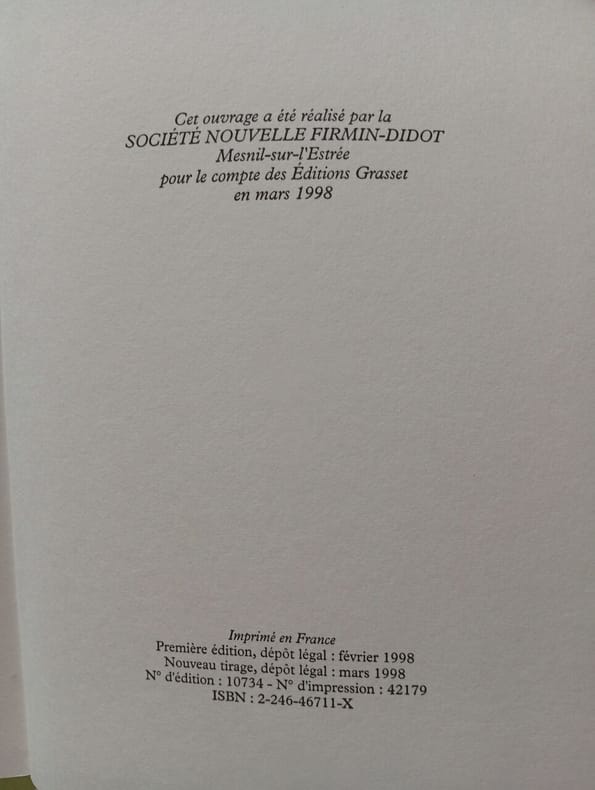 Cet ouvrage a été réalisé par la
SOCIÉTÉ NOUVELLE FIRMIN-DIDOT
Mesnil-sur-l'Estrée
pour le compte des Éditions Grasset
en mars 1998
Imprimé en France
Première édition, dépôt légal : février 1998
Nouveau tirage, dépôt légal : mars 1998
N° d'édition : 10734 - N° d'impression : 42179
ISBN : 2-246-46711-X